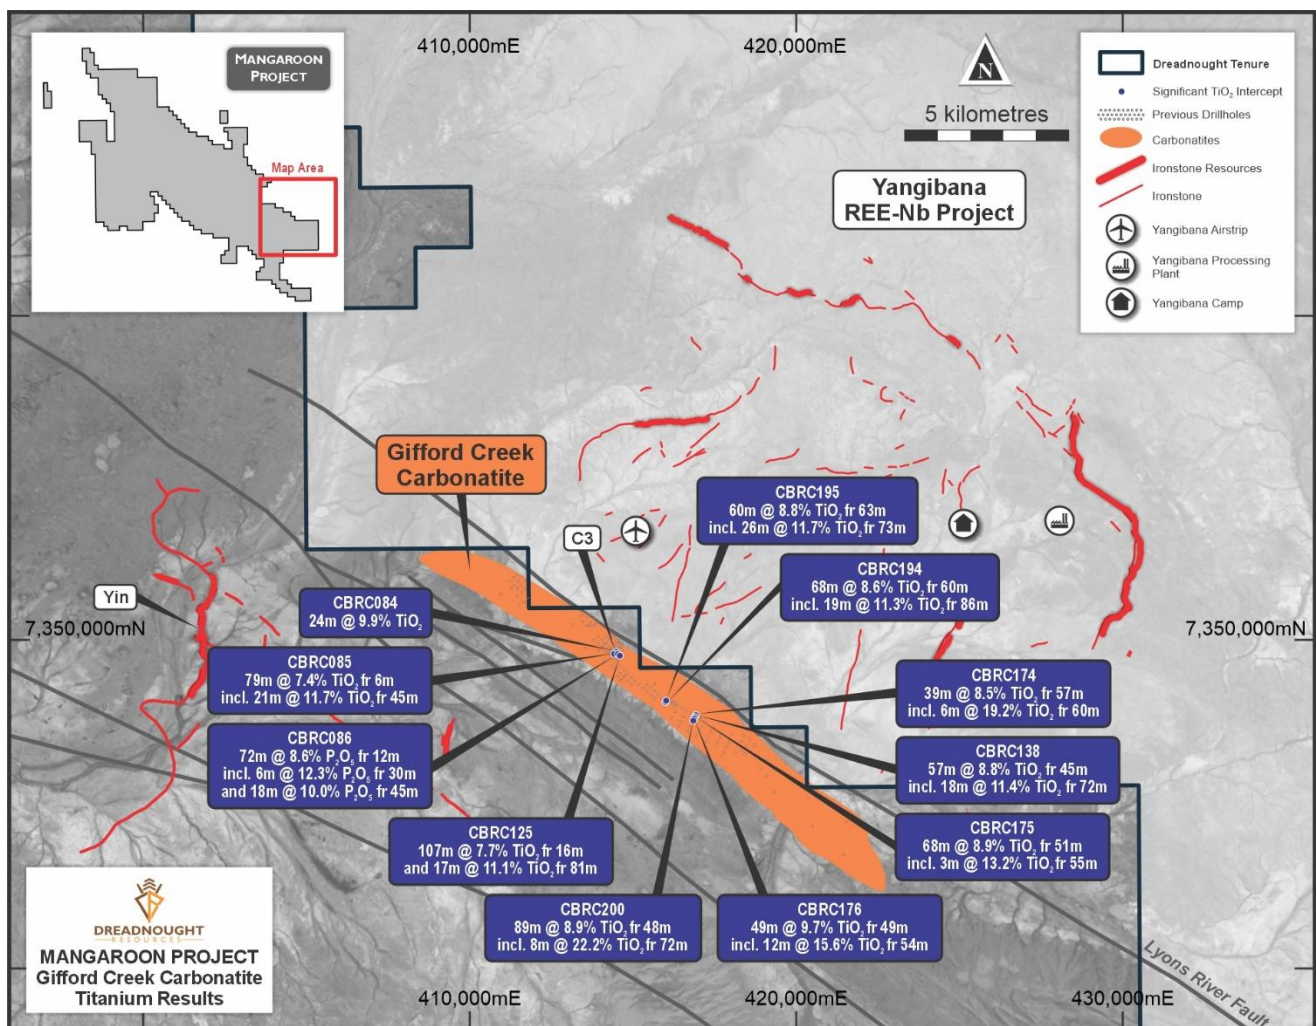 410,000mE
420,000mE
MANGAROON
PROJECT
Map Area
N
5 kilometres
Yangibana
REE-Nb Project
Dreadnought Tenure
Significant TiO₂ Intercept
Previous Drillholes
Carbonatites
Ironstone Resources
Ironstone
Yangibana Airstrip
Yangibana Processing
Plant
Yangibana Camp
Gifford Creek
Carbonatite
C3
CBRC195
60m @ 8.8% TiO₂ fr 63m
incl. 26m @ 11.7% TiO₂ fr 73m
CBRC194
68m @ 8.6% TiO₂ fr 60m
incl. 19m @ 11.3% TiO₂ fr 86m
Yin
7,350,000mN
7,350,000mN
CBRC084
24m @ 9.9% TiO₂
CBRC085
79m @ 7.4% TiO₂ fr 6m
incl. 21m @ 11.7% TiO₂ fr 45m
CBRC086
72m @ 8.6% P₂O₅ fr 12m
incl. 6m @ 12.3% P₂O₅ fr 30m
and 18m @ 10.0% P₂O₅ fr 45m
CBRC125
107m @ 7.7% TiO₂ fr 16m
and 17m @ 11.1% TiO₂ fr 81m
CBRC174
39m @ 8.5% TiO₂ fr 57m
incl. 6m @ 19.2% TiO₂ fr 60m
CBRC138
57m @ 8.8% TiO₂ fr 45m
incl. 18m @ 11.4% TiO₂ fr 72m
CBRC175
68m @ 8.9% TiO₂ fr 51m
incl. 3m @ 13.2% TiO₂ fr 55m
CBRC200
89m @ 8.9% TiO₂ fr 48m
incl. 8m @ 22.2% TiO₂ fr 72m
CBRC176
49m @ 9.7% TiO₂ fr 49m
incl. 12m @ 15.6% TiO₂ fr 54m
DREADNOUGHT
RESOURCES
MANGAROON PROJECT
Gifford Creek Carbonatite
Titanium Results
Lyons River Fault
410,000mE
420,000mE
430,000mE